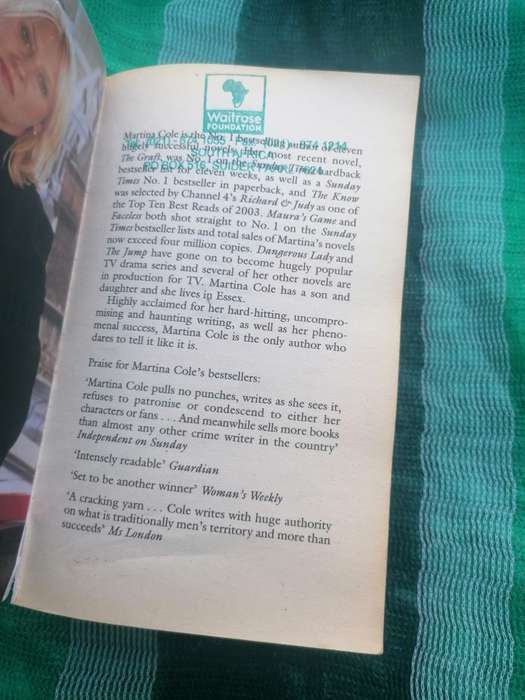 Waitrose
FOUNDATION
SOUTH AFRICA
PO BOX 516, SUIDER
Martina Cole is the No. 1 bestselling author of eleven
hugely successful novels. Her most recent novel,
The Graft, was No. 1 on the Sunday Times hardback
bestseller list for eleven weeks, as well as a Sunday
Times No. 1 bestseller in paperback, and The Know
was selected by Channel 4's Richard & Judy as one of
the Top Ten Best Reads of 2003. Maura's Game and
Faceless both shot straight to No. 1 on the Sunday
Times bestseller lists and total sales of Martina's novels
now exceed four million copies. Dangerous Lady and
The Jump have gone on to become hugely popular
TV drama series and several of her other novels are
in production for TV. Martina Cole has a son and
daughter and she lives in Essex.
Highly acclaimed for her hard-hitting, uncompro-
mising and haunting writing, as well as her pheno-
menal success, Martina Cole is the only author who
dares to tell it like it is.
Praise for Martina Cole's bestsellers:
'Martina Cole pulls no punches, writes as she sees it,
refuses to patronise or condescend to either her
characters or fans . . . And meanwhile sells more books
than almost any other crime writer in the country'
Independent on Sunday
'Intensely readable' Guardian
'Set to be another winner' Woman's Weekly
'A cracking yarn . . . Cole writes with huge authority
on what is traditionally men's territory and more than
succeeds' Ms London